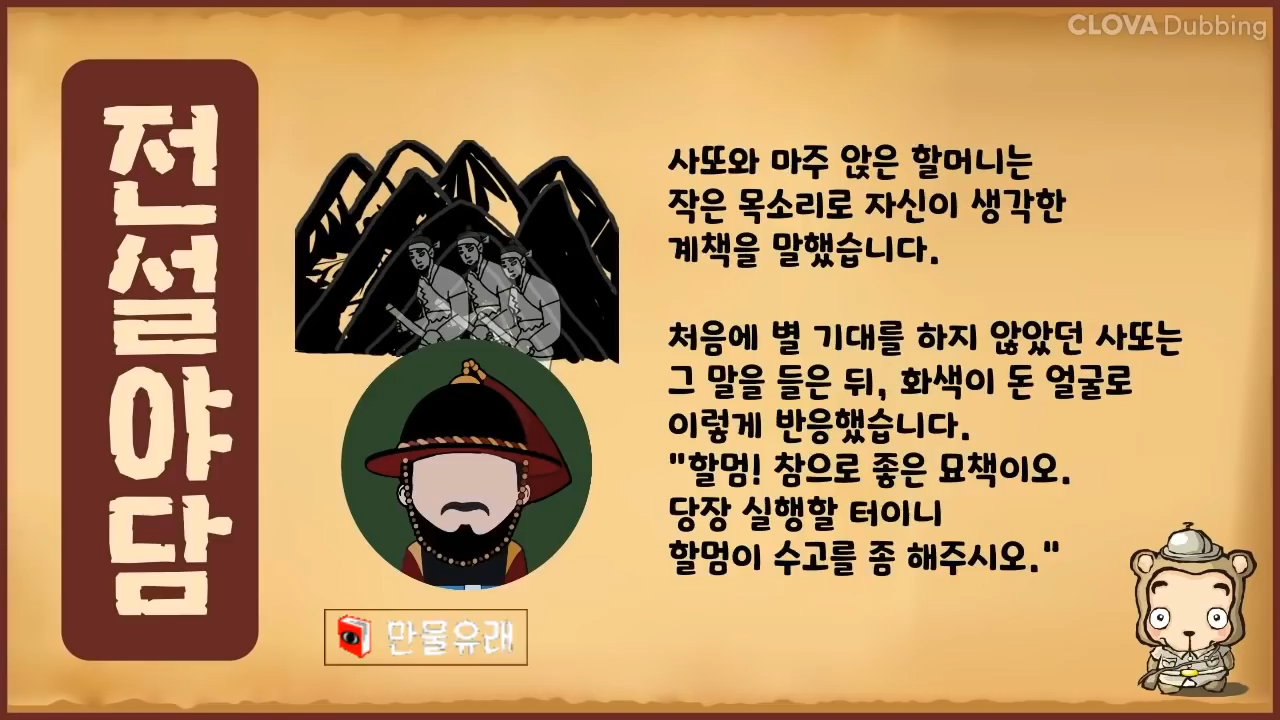 CLOVA Dubbing
전설야담
사또와 마주 앉은 할머니는
작은 목소리로 자신이 생각한
계책을 말했습니다.
처음에 별 기대를 하지 않았던 사또는
그 말을 들은 뒤, 화색이 돈 얼굴로
이렇게 반응했습니다.
"할멈! 참으로 좋은 묘책이오.
당장 실행할 터이니
할멈이 수고를 좀 해주시오."
만물유래